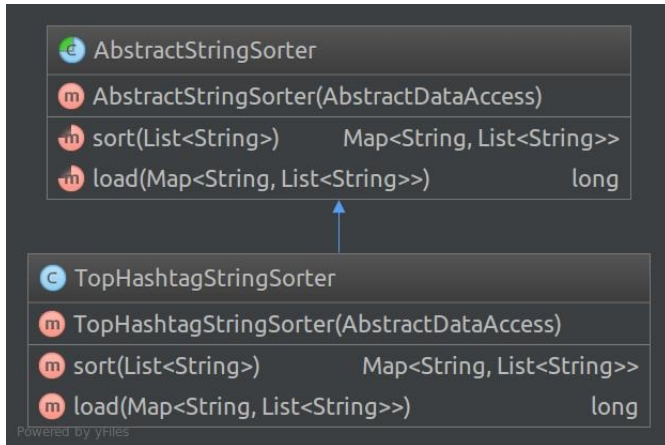 AbstractStringSorter
AbstractStringSorter(AbstractDataAccess)
sort(List<String>) Map<String, List<String>>
load(Map<String, List<String>>) long
TopHashtagStringSorter
TopHashtagStringSorter(AbstractDataAccess)
sort(List<String>) Map<String, List<String>>
load(Map<String, List<String>>) long
Powered by yFiles